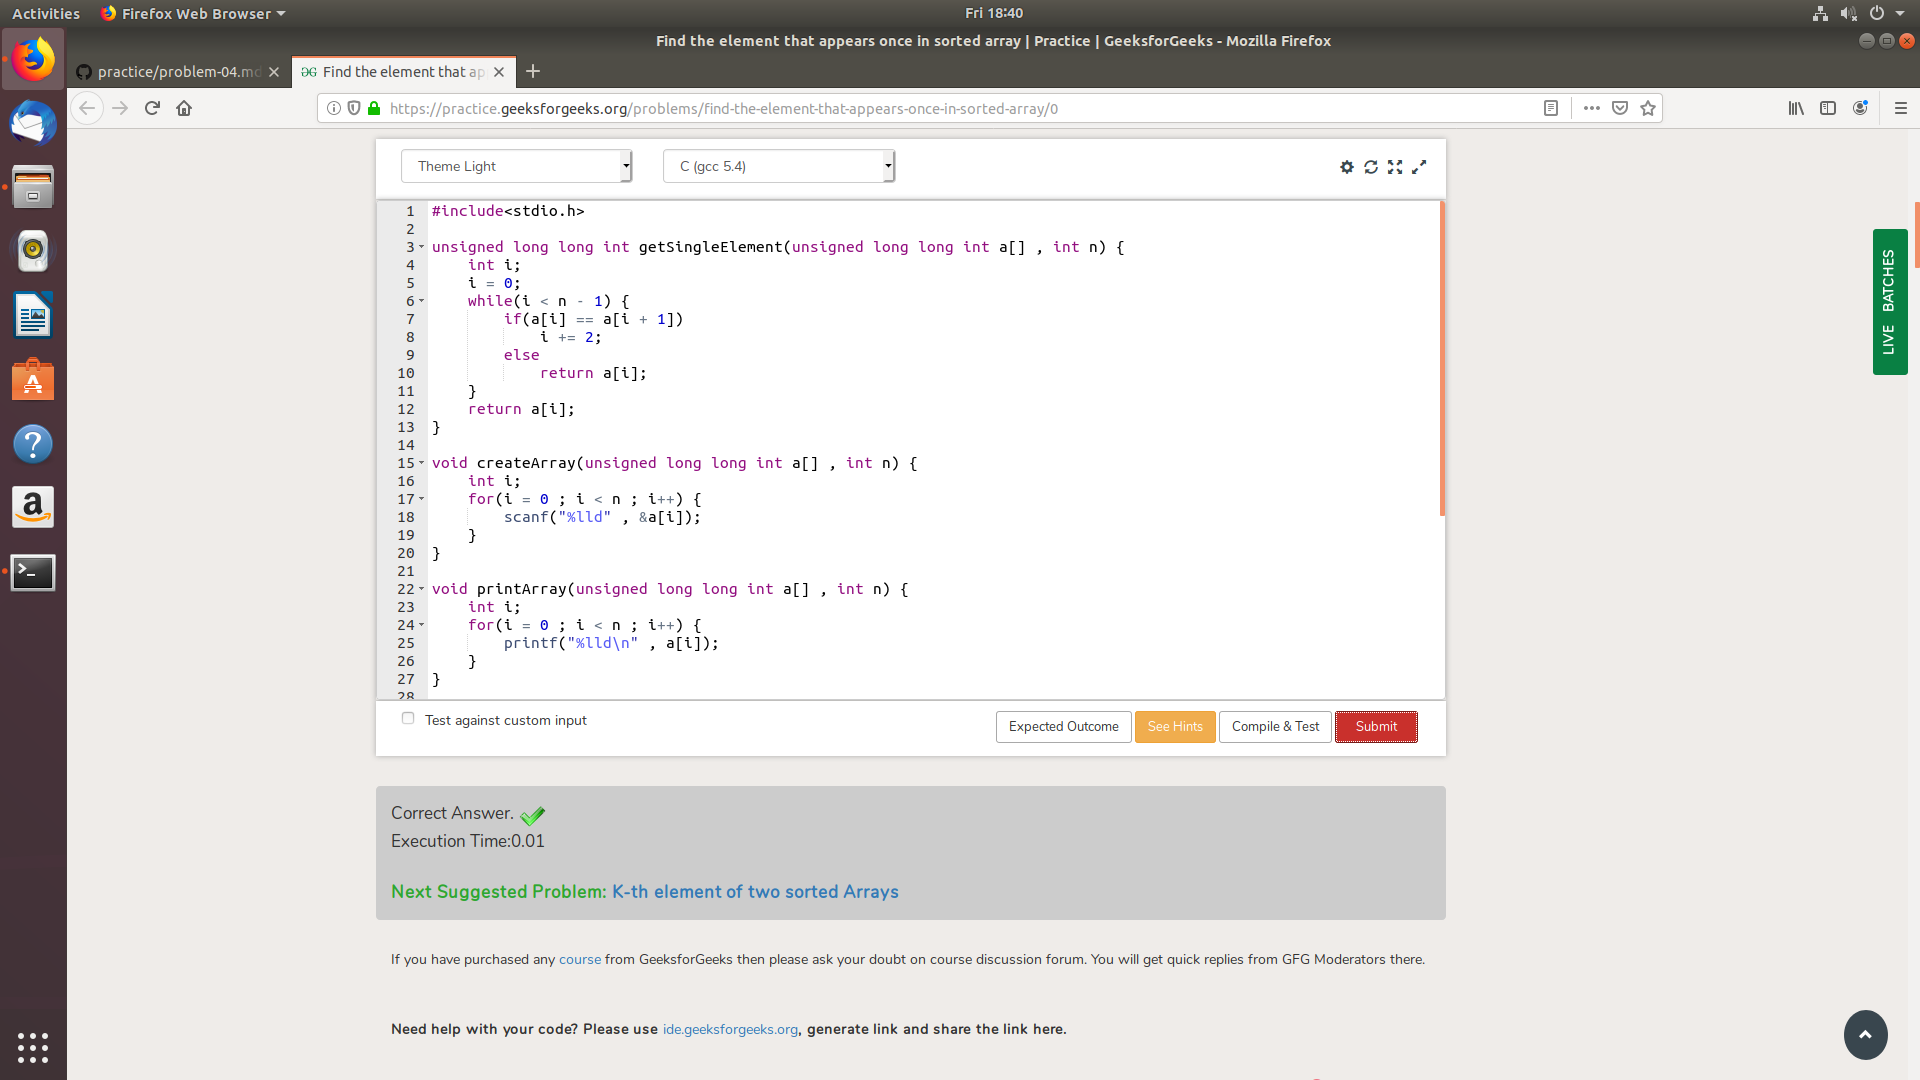 Activities Firefox Web Browser Fri 18:40
Find the element that appears once in sorted array | Practice | GeeksforGeeks - Mozilla Firefox
practice/problem-04.md Find the element that ap
https://practice.geeksforgeeks.org/problems/find-the-element-that-appears-once-in-sorted-array/0
Theme Light C (gcc 5.4)
1 #include<stdio.h>
2
3 unsigned long long int getSingleElement(unsigned long long int a[] , int n) {
4     int i;
5     i = 0;
6     while(i < n - 1) {
7         if(a[i] == a[i + 1])
8             i += 2;
9         else
10             return a[i];
11     }
12     return a[i];
13 }
14
15 void createArray(unsigned long long int a[] , int n) {
16     int i;
17     for(i = 0 ; i < n ; i++) {
18         scanf("%lld" , &a[i]);
19     }
20 }
21
22 void printArray(unsigned long long int a[] , int n) {
23     int i;
24     for(i = 0 ; i < n ; i++) {
25         printf("%lld\n" , a[i]);
26     }
27 }
28
LIVE BATCHES
Test against custom input
Expected Outcome See Hints Compile & Test Submit
Correct Answer.
Execution Time:0.01
Next Suggested Problem: K-th element of two sorted Arrays
If you have purchased any course from GeeksforGeeks then please ask your doubt on course discussion forum. You will get quick replies from GFG Moderators there.
Need help with your code? Please use ide.geeksforgeeks.org, generate link and share the link here.